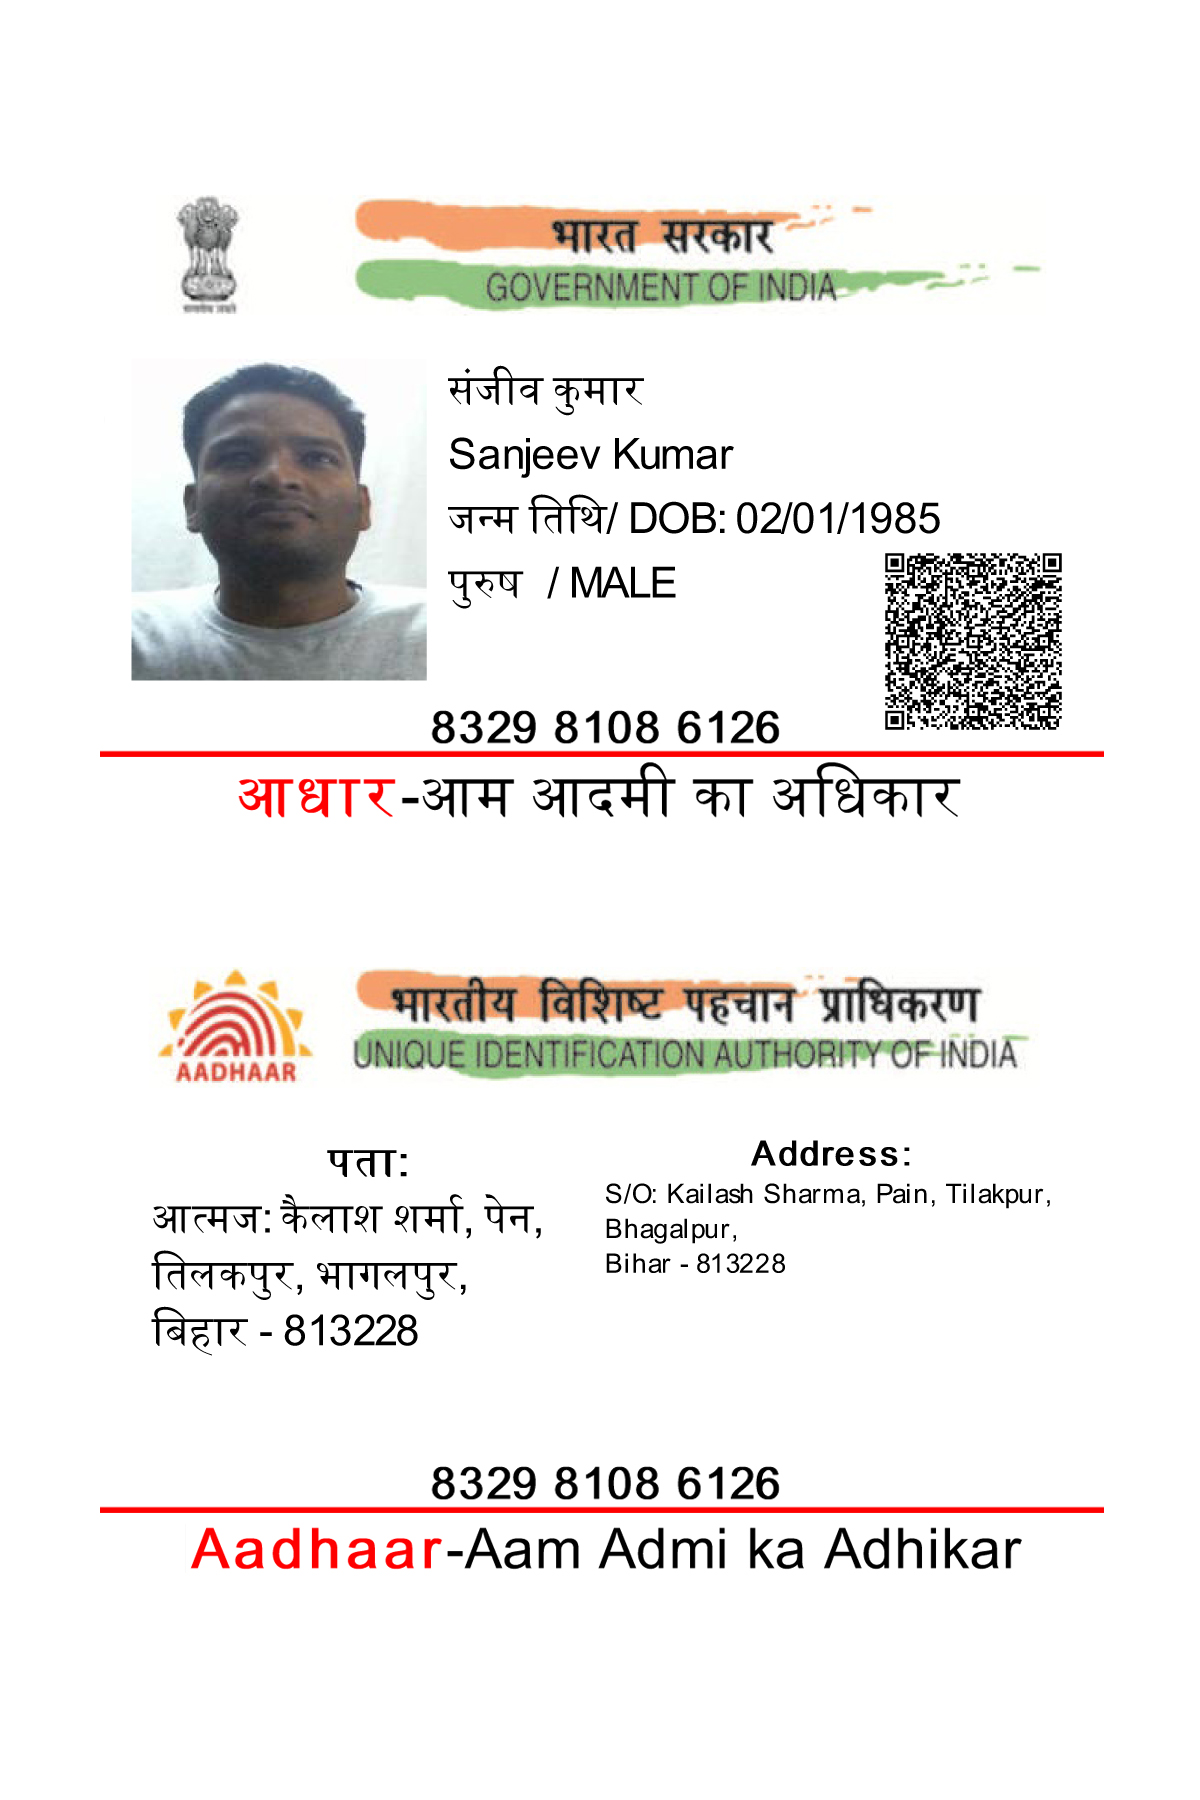 भारत सरकार
GOVERNMENT OF INDIA
संजीव कुमार
Sanjeev Kumar
जन्म तिथि/ DOB: 02/01/1985
पुरुष / MALE
8329 8108 6126
आधार-आम आदमी का अधिकार
भारतीय विशिष्ट पहचान प्राधिकरण
UNIQUE IDENTIFICATION AUTHORITY OF INDIA
AADHAAR
पता:
आत्मज: कैलाश शर्मा, पेन,
तिलकपुर, भागलपुर,
बिहार - 813228
Address:
S/O: Kailash Sharma, Pain, Tilakpur,
Bhagalpur,
Bihar - 813228
8329 8108 6126
Aadhaar-Aam Admi ka Adhikar